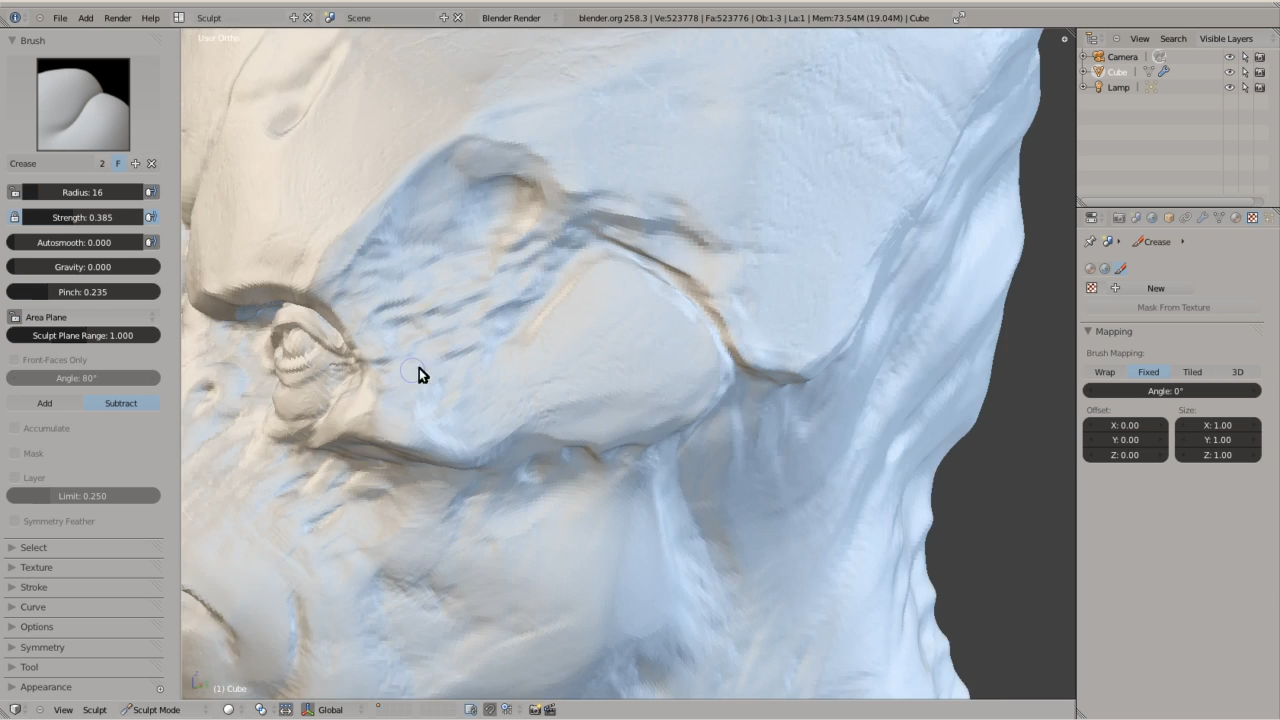 File Add Render Help Sculpt Scene Blender Render blender.org 258.3 | Ve:523778 | Fa:523776 | Ob:1-3 | La:1 | Mem:73.54M (19.04M) | Cube
User Ortho
Brush
Crease 2 F
Radius: 16
Strength: 0.385
Autosmooth: 0.000
Gravity: 0.000
Pinch: 0.235
Area Plane
Sculpt Plane Range: 1.000
Front-Faces Only
Angle: 80°
Add Subtract
Accumulate
Mask
Layer
Limit: 0.250
Symmetry Feather
Select
Texture
Stroke
Curve
Options
Symmetry
Tool
Appearance
(1) Cube
View Sculpt Sculpt Mode Global
View Search Visible Layers
Camera
Cube
Lamp
Crease
New
Mask From Texture
Mapping
Brush Mapping:
Wrap Fixed Tiled 3D
Angle: 0°
Offset: Size:
X: 0.00 X: 1.00
Y: 0.00 Y: 1.00
Z: 0.00 Z: 1.00